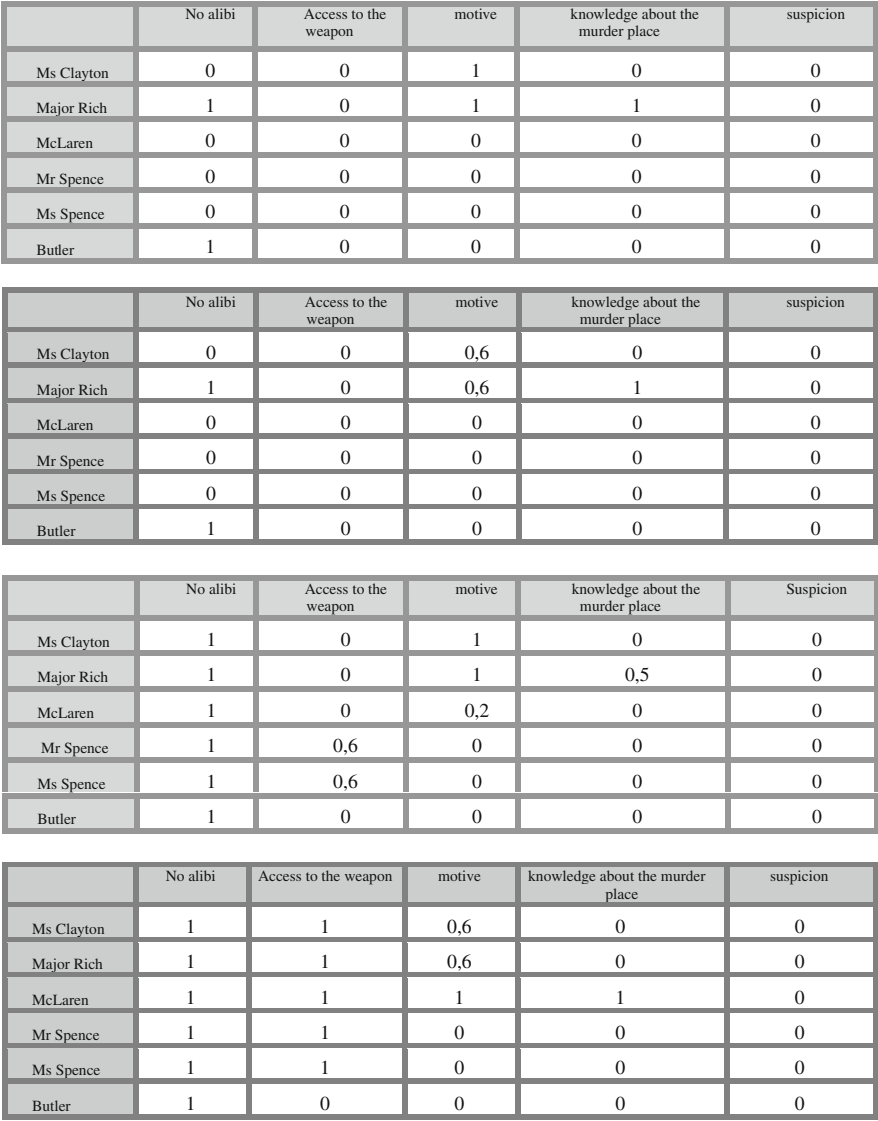 No alibi Access to the weapon motive knowledge about the murder place suspicion
Ms Clayton 0 0 1 0 0
Major Rich 1 0 1 1 0
McLaren 0 0 0 0 0
Mr Spence 0 0 0 0 0
Ms Spence 0 0 0 0 0
Butler 1 0 0 0 0
No alibi Access to the weapon motive knowledge about the murder place suspicion
Ms Clayton 0 0 0,6 0 0
Major Rich 1 0 0,6 1 0
McLaren 0 0 0 0 0
Mr Spence 0 0 0 0 0
Ms Spence 0 0 0 0 0
Butler 1 0 0 0 0
No alibi Access to the weapon motive knowledge about the murder place Suspicion
Ms Clayton 1 0 1 0 0
Major Rich 1 0 1 0,5 0
McLaren 1 0 0,2 0 0
Mr Spence 1 0,6 0 0 0
Ms Spence 1 0,6 0 0 0
Butler 1 0 0 0 0
No alibi Access to the weapon motive knowledge about the murder place suspicion
Ms Clayton 1 1 0,6 0 0
Major Rich 1 1 0,6 0 0
McLaren 1 1 1 1 0
Mr Spence 1 1 0 0 0
Ms Spence 1 1 0 0 0
Butler 1 0 0 0 0